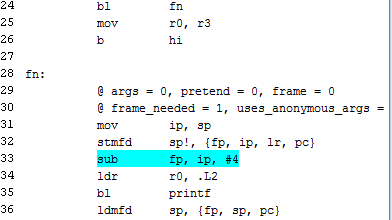 24 bl fn
25 mov r0, r3
26 b hi
27
28 fn:
29 @ args = 0, pretend = 0, frame = 0
30 @ frame_needed = 1, uses_anonymous_args =
31 mov ip, sp
32 stmfd sp!, {fp, ip, lr, pc}
33 sub fp, ip, #4
34 ldr r0, .L2
35 bl printf
36 ldmfd sp, {fp, sp, pc}